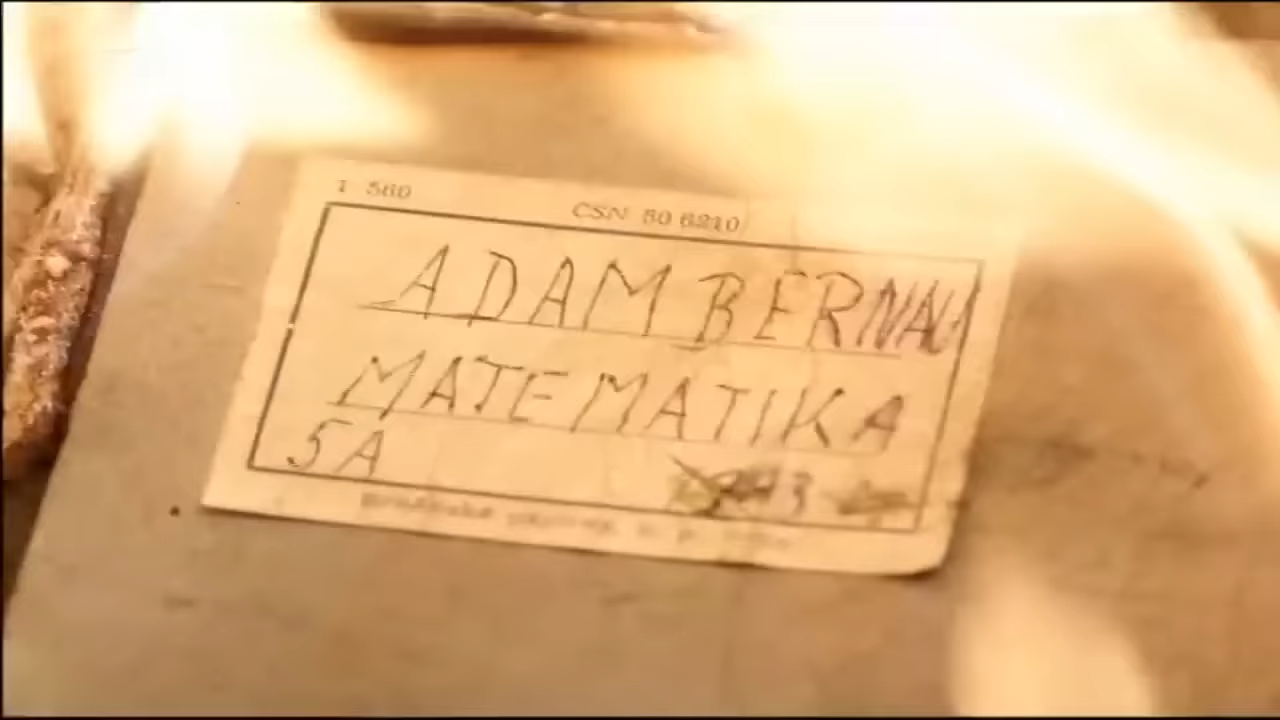 1 560
ČSN 50 6210
ADAM BERNAU
MATEMATIKA
5A